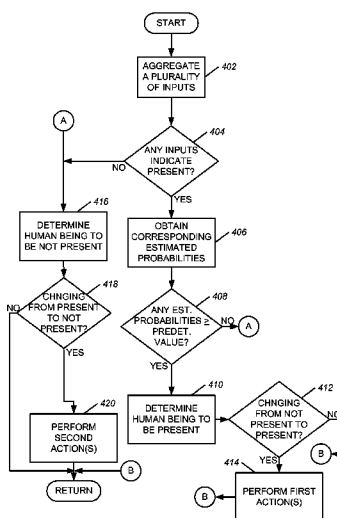 START
AGGREGATE
A PLURALITY
OF INPUTS
402
A
404
ANY INPUTS
INDICATE
PRESENT?
NO
YES
416
DETERMINE
HUMAN BEING TO
BE NOT PRESENT
OBTAIN
CORRESPONDING
ESTIMATED
PROBABILITIES
406
418
CHNGING
FROM PRESENT
TO NOT
PRESENT?
NO
YES
408
ANY EST.
PROBABILITIES ≥
PREDET.
VALUE?
NO
A
YES
410
DETERMINE
HUMAN BEING TO
BE PRESENT
412
CHNGING
FROM NOT
PRESENT TO
PRESENT?
NO
B
YES
420
PERFORM
SECOND
ACTION(S)
B
RETURN
414
PERFORM FIRST
ACTION(S)
B